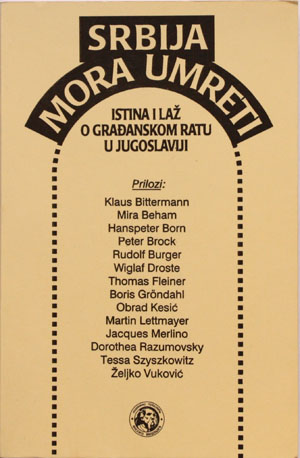 SRBIJA
MORA UMRETI
ISTINA I LAŽ
O GRAĐANSKOM RATU
U JUGOSLAVIJI
Prilozi:
Klaus Bittermann
Mira Beham
Hanspeter Born
Peter Brock
Rudolf Burger
Wiglaf Droste
Thomas Fleiner
Boris Gröndahl
Obrad Kesić
Martin Lettmayer
Jacques Merlino
Dorothea Razumovsky
Tessa Szyszkowitz
Željko Vuković